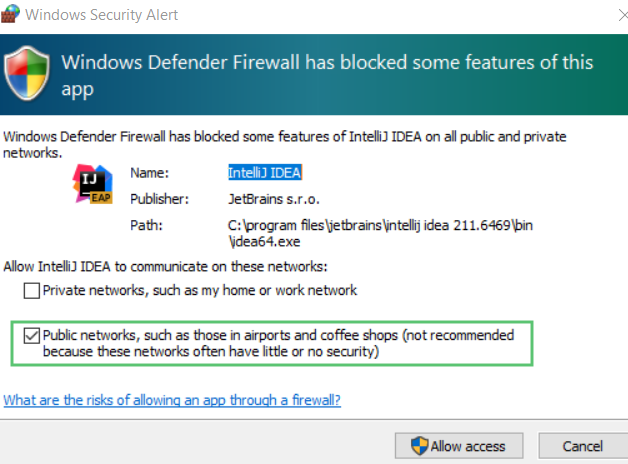 Windows Security Alert
Windows Defender Firewall has blocked some features of this
app
Windows Defender Firewall has blocked some features of IntelliJ IDEA on all public and private
networks.
IJ
EAP
Name: IntelliJ IDEA
Publisher: JetBrains s.r.o.
Path: C:\program files\jetbrains\intellij idea 211.6469\bin
\idea64.exe
Allow IntelliJ IDEA to communicate on these networks:
Private networks, such as my home or work network
Public networks, such as those in airports and coffee shops (not recommended
because these networks often have little or no security)
What are the risks of allowing an app through a firewall?
Allow access Cancel